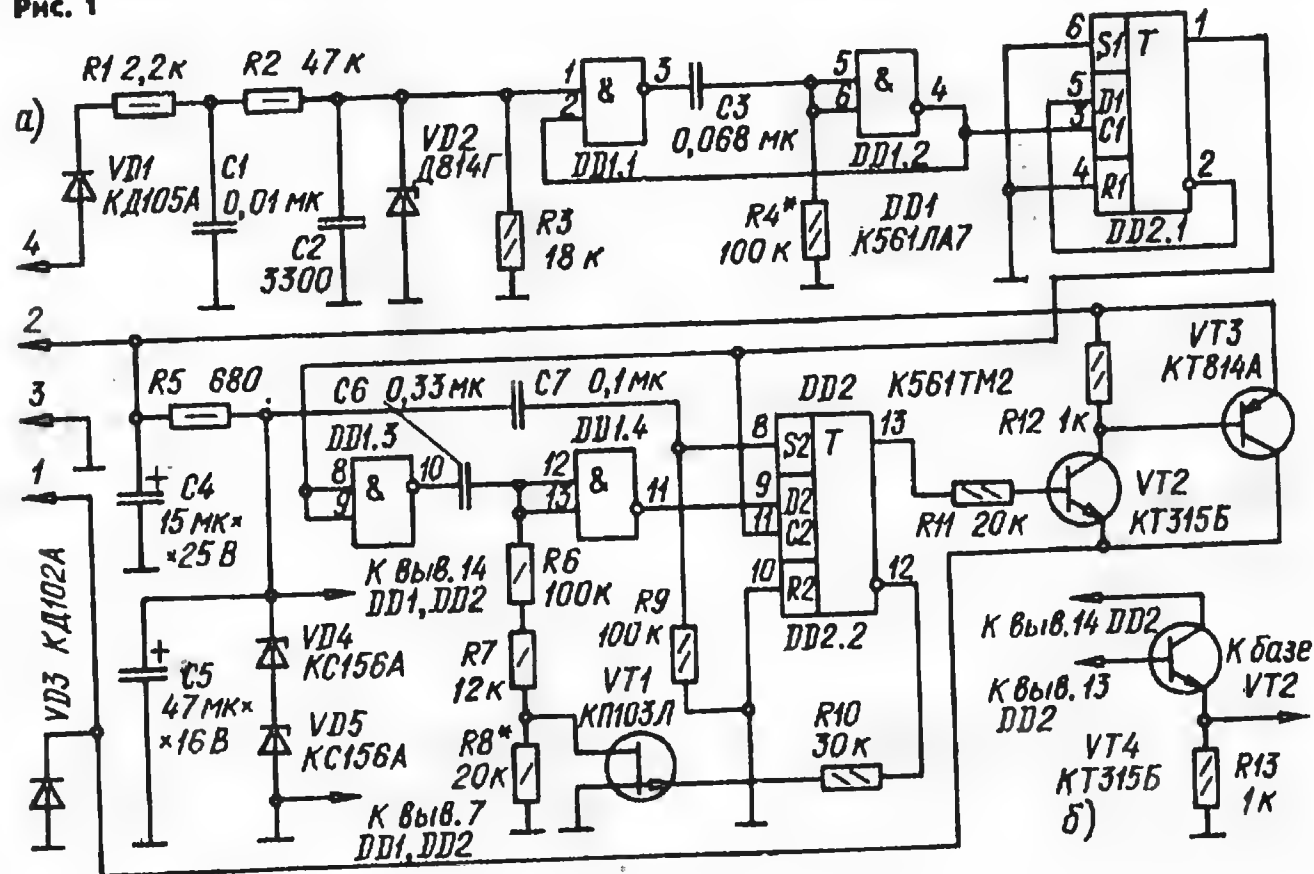 Рис. 1
а)
R1 2,2к
R2 47к
VD1
КД105А
C1
0,01 мк
C2
3300
VD2
Д814Г
R3
18 к
1
2
&
3
DD1.1
C3
0,068 мк
R4*
100 к
5
6
&
4
DD1.2
DD1
К561ЛА7
6
5
3
4
S1
D1
C1
R1
T
1
2
DD2.1
4
2
3
1
R5 680
C4
15 мк×
×25 В
VD3 КД102А
C5
47 мк×
×16 В
C6 0,33 мк
C7 0,1 мк
DD1.3
8
9
&
10
DD1.4
12
13
&
11
К выв. 14
DD1, DD2
VD4
КС156А
VD5
КС156А
К выв. 7
DD1, DD2
R6
100к
R7
12к
R8*
20к
VT1
КП103Л
R9
100к
R10
30 к
DD2
К561ТМ2
8
9
11
10
S2
D2
C2
R2
T
13
12
DD2.2
R11
20к
R12 1к
VT3
КТ814А
VT2
КТ315Б
К выв. 14 DD2
К выв. 13
DD2
К базе
VT2
VT4
КТ315Б
R13
1к
б)